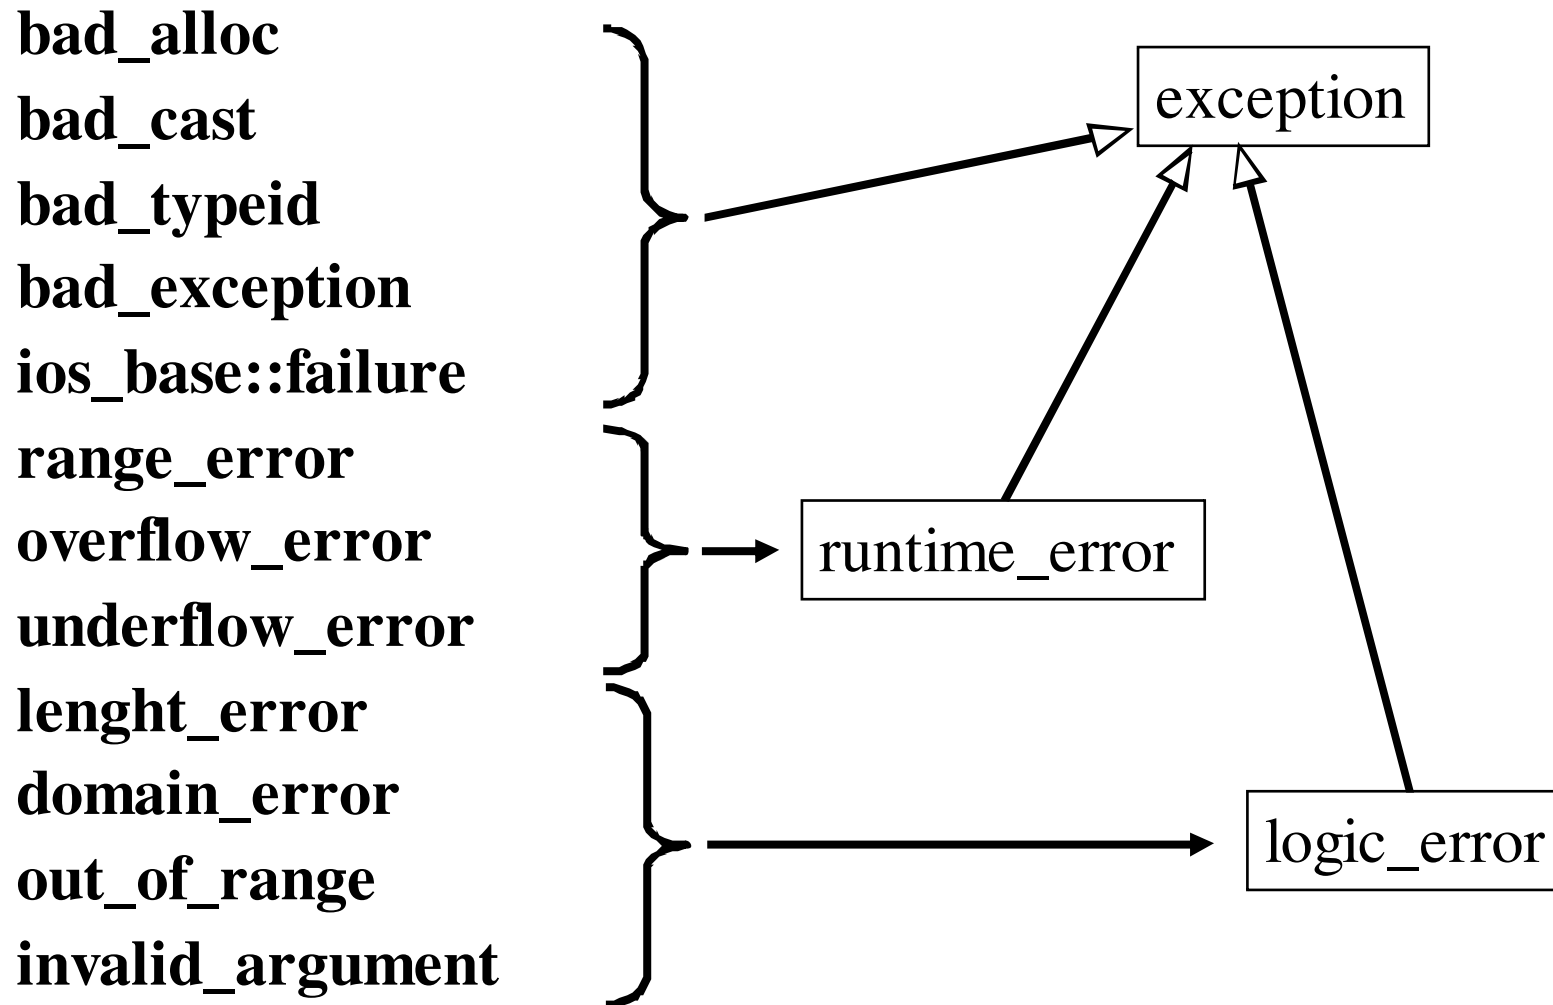 bad_alloc
bad_cast
bad_typeid
bad_exception
ios_base::failure
range_error
overflow_error
underflow_error
lenght_error
domain_error
out_of_range
invalid_argument
exception
runtime_error
logic_error